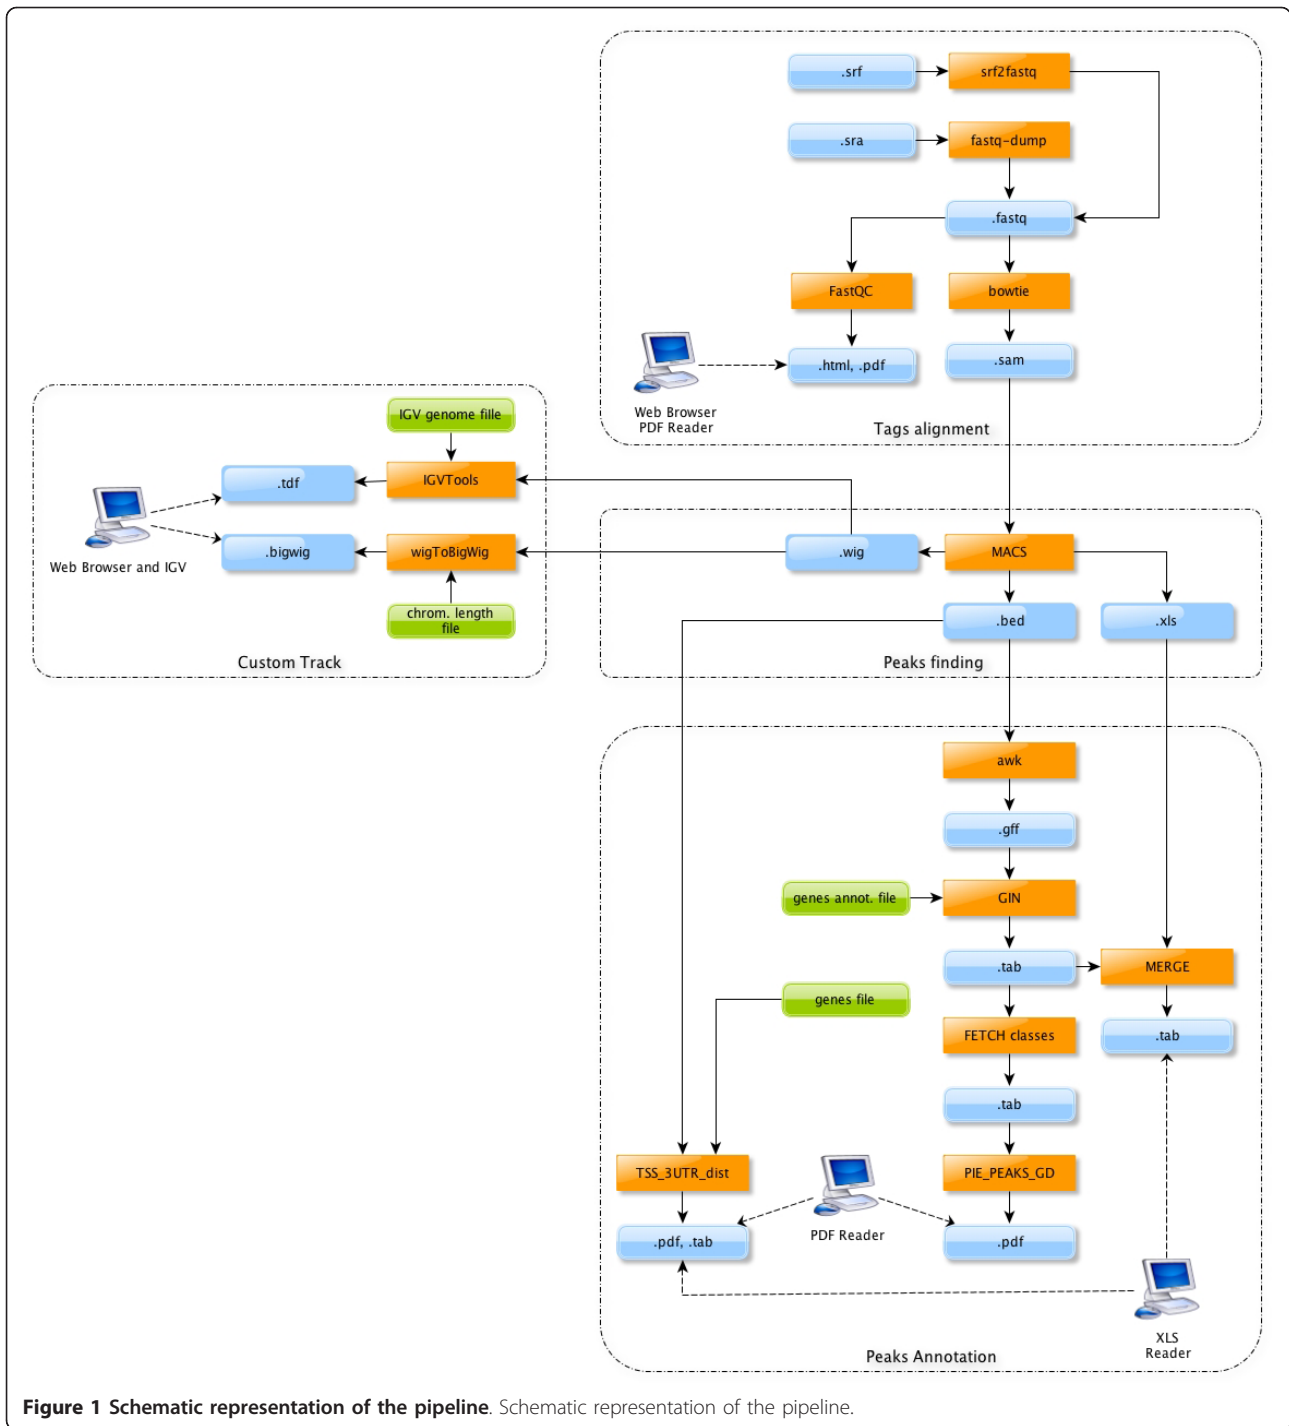 .srf
srf2fastq
.sra
fastq-dump
.fastq
FastQC
bowtie
.html, .pdf
.sam
Web Browser
PDF Reader
Tags alignment
IGV genome fille
.tdf
IGVTools
.bigwig
wigToBigWig
Web Browser and IGV
chrom. length
file
Custom Track
.wig
MACS
.bed
.xls
Peaks finding
awk
.gff
genes annot. file
GIN
.tab
MERGE
genes file
FETCH classes
.tab
.tab
TSS_3UTR_dist
PIE_PEAKS_GD
PDF Reader
.pdf, .tab
.pdf
XLS
Reader
Peaks Annotation
Figure 1 Schematic representation of the pipeline. Schematic representation of the pipeline.